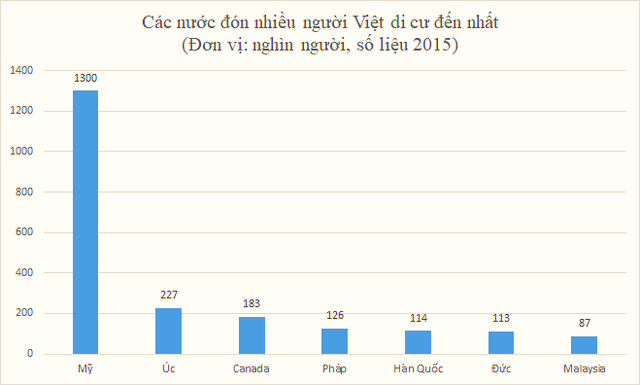 Các nước đón nhiều người Việt di cư đến nhất
(Đơn vị: nghìn người, số liệu 2015)
1400
1200
1000
800
600
400
200
0
1300
227
183
126
114
113
87
Mỹ
Úc
Canada
Pháp
Hàn Quốc
Đức
Malaysia